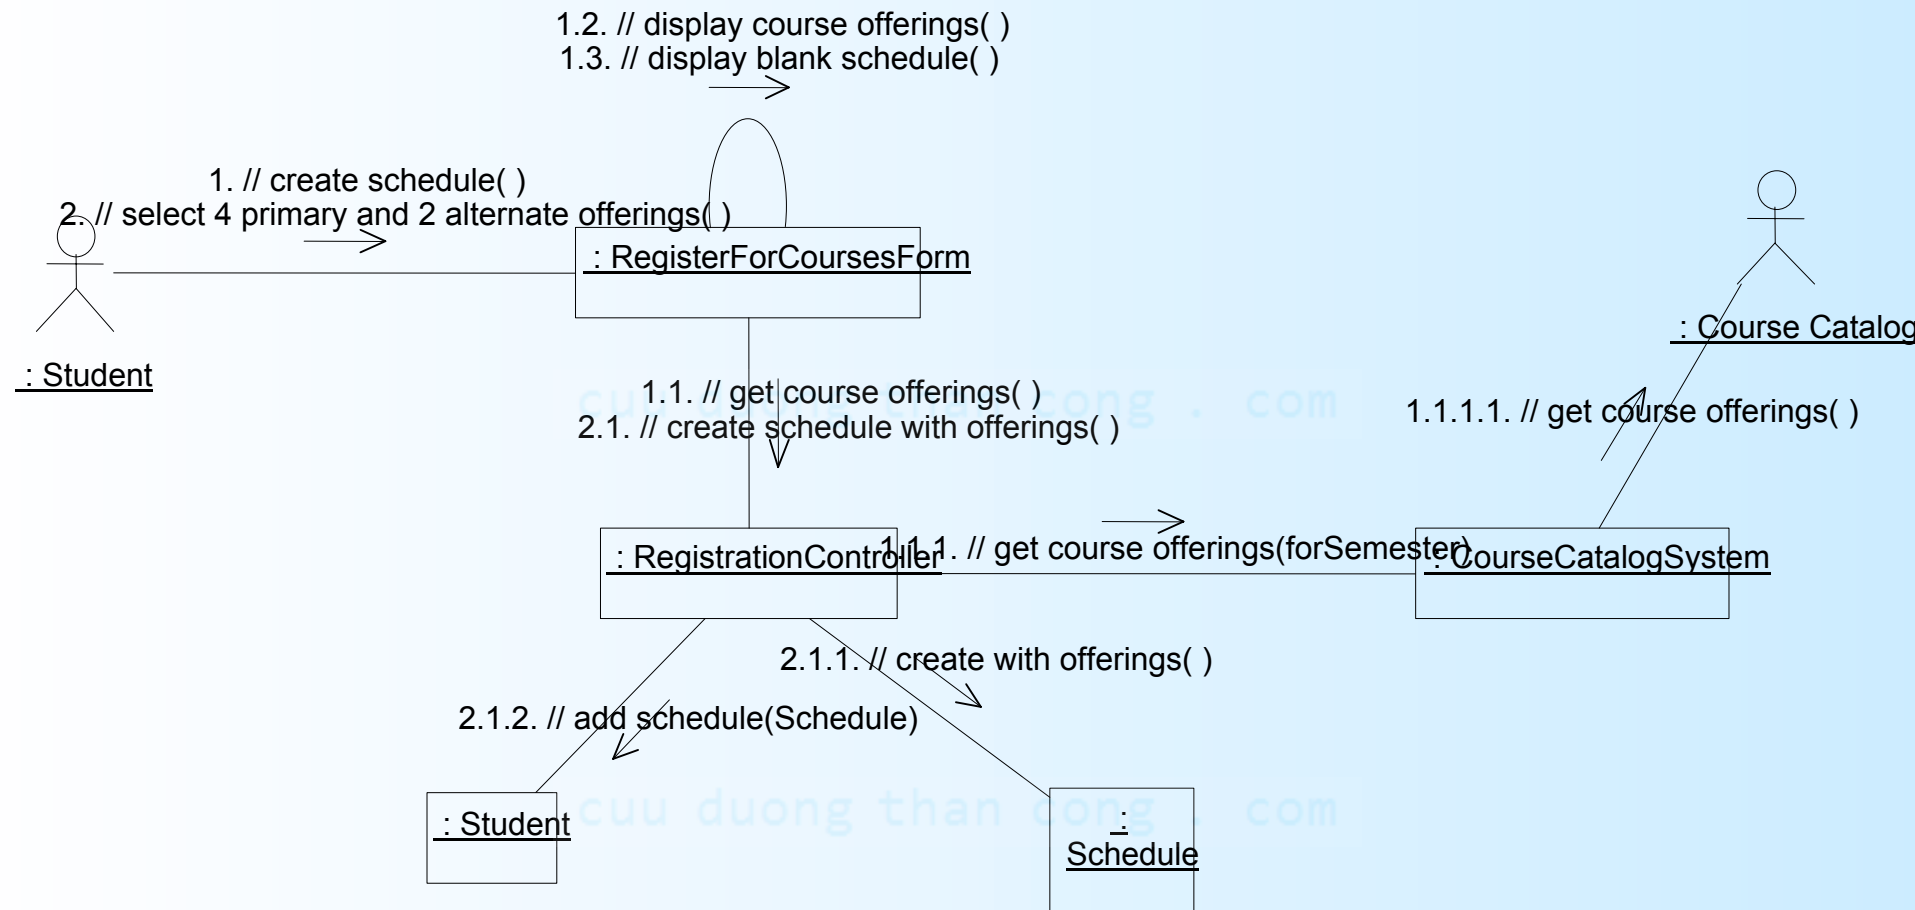 1.2. // display course offerings( )
1.3. // display blank schedule( )
1. // create schedule( )
2. // select 4 primary and 2 alternate offerings( )
: RegisterForCoursesForm
: Course Catalog
: Student
1.1. // get course offerings( )
2.1. // create schedule with offerings( )
cuu duong than cong . com
1.1.1.1. // get course offerings( )
: RegistrationController
1.1.1. // get course offerings(forSemester)
: CourseCatalogSystem
2.1.1. // create with offerings( )
2.1.2. // add schedule(Schedule)
: Student
cuu duong than cong . com
:
Schedule